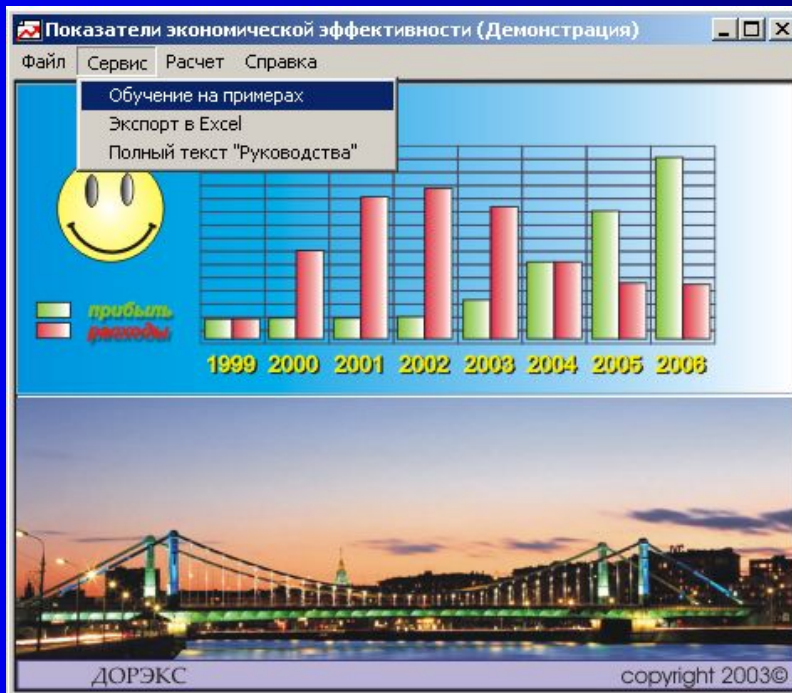 Показатели экономической эффективности (Демонстрация)
Файл Сервис Расчет Справка
Обучение на примерах
Экспорт в Excel
Полный текст "Руководства"
прибыль
расходы
1999 2000 2001 2002 2003 2004 2005 2006
ДОРЭКС copyright 2003©